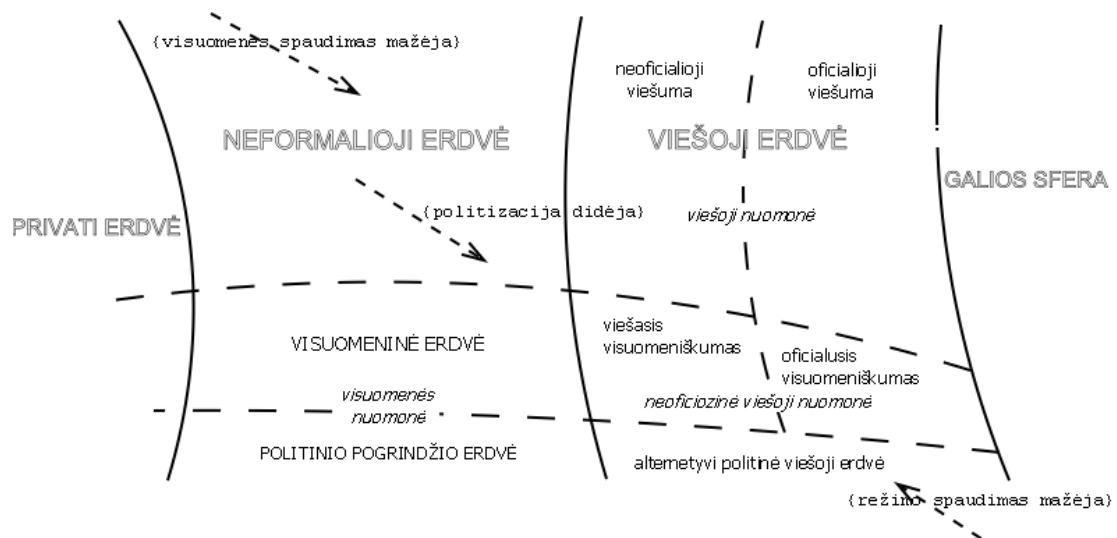 {visuomenės spaudimas mažėja}
neoficialioji
viešuma
oficialioji
viešuma
NEFORMALIOJI ERDVĖ
VIEŠOJI ERDVĖ
GALIOS SFERA
PRIVATI ERDVĖ
{politizacija didėja}
viešoji nuomonė
VISUOMENINĖ ERDVĖ
viešasis
visuomeniškumas
oficialusis
visuomeniškumas
visuomenės
nuomonė
neoficiozinė viešoji nuomonė
POLITINIO POGRINDŽIO ERDVĖ
alternetyvi politinė viešoji erdvė
{režimo spaudimas mažėja}